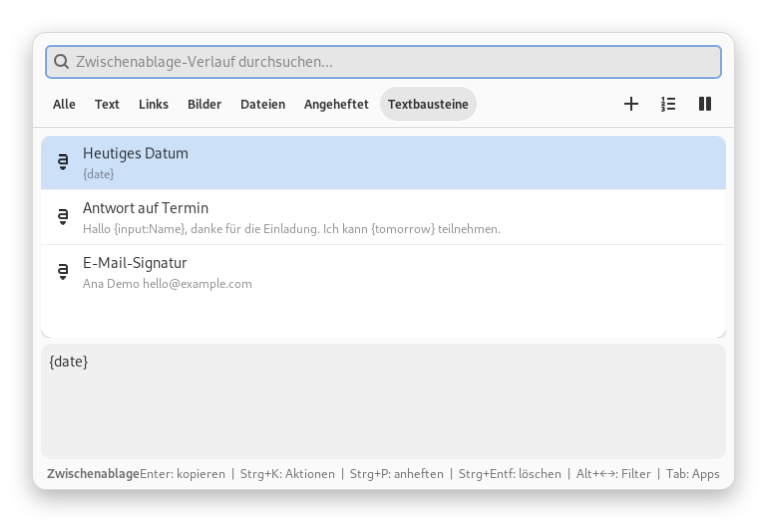 Zwischenablage-Verlauf durchsuchen...
Alle Text Links Bilder Dateien Angeheftet Textbausteine
Heutiges Datum
{date}
Antwort auf Termin
Hallo {input:Name}, danke für die Einladung. Ich kann {tomorrow} teilnehmen.
E-Mail-Signatur
Ana Demo hello@example.com
{date}
ZwischenablageEnter: kopieren | Strg+K: Aktionen | Strg+P: anheften | Strg+Entf: löschen | Alt+←→: Filter | Tab: Apps